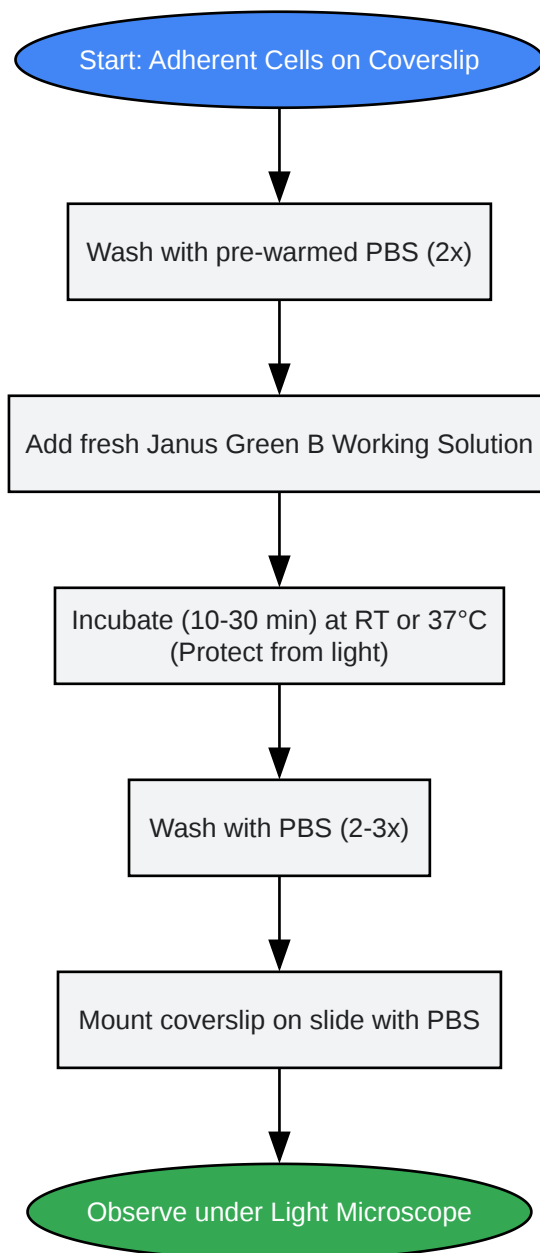 Start: Adherent Cells on Coverslip
Wash with pre-warmed PBS (2x)
Add fresh Janus Green B Working Solution
Incubate (10-30 min) at RT or 37°C
(Protect from light)
Wash with PBS (2-3x)
Mount coverslip on slide with PBS
Observe under Light Microscope